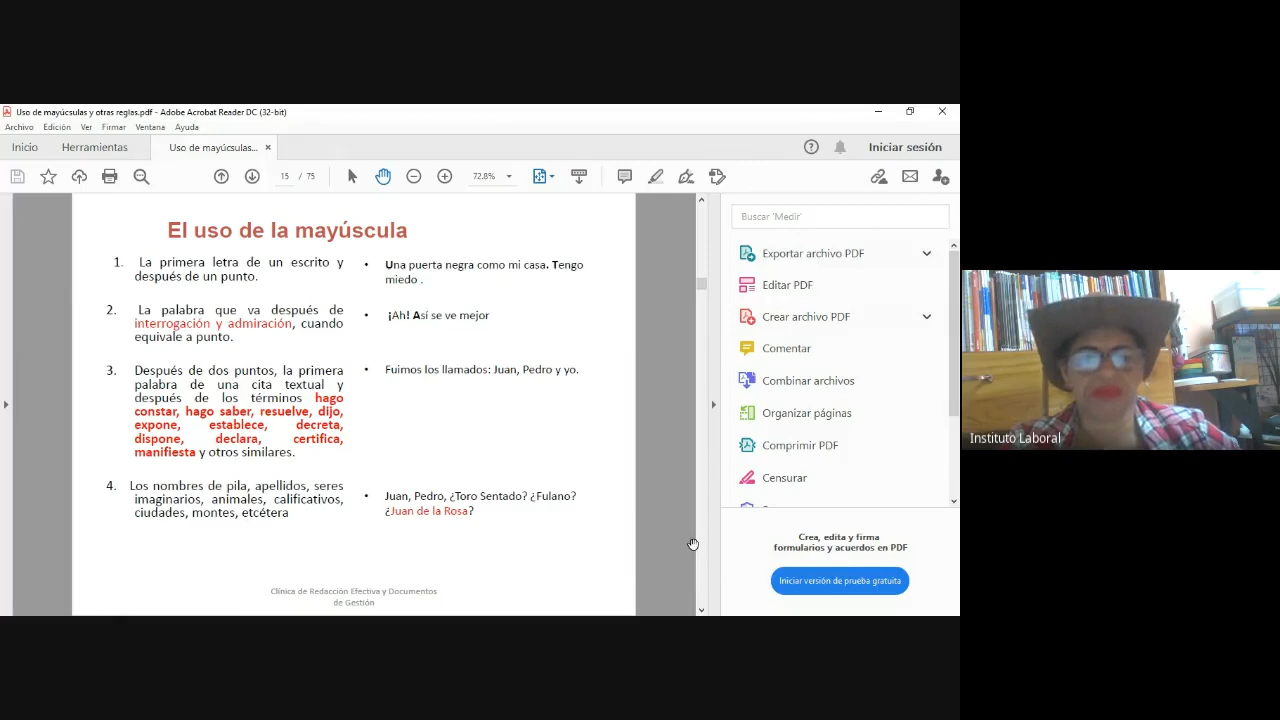 Uso de mayúsculas y otras reglas.pdf - Adobe Acrobat Reader DC (32-bit)
Archivo Edición Ver Firmar Ventana Ayuda
Inicio Herramientas Uso de mayúcsulas... × Iniciar sesión
15 / 75 72.8%
El uso de la mayúscula
1. La primera letra de un escrito y
después de un punto.
• Una puerta negra como mi casa. Tengo
miedo .
2. La palabra que va después de
interrogación y admiración, cuando
equivale a punto.
• ¡Ah! Así se ve mejor
3. Después de dos puntos, la primera
palabra de una cita textual y
después de los términos hago
constar, hago saber, resuelve, dijo,
expone, establece, decreta,
dispone, declara, certifica,
manifiesta y otros similares.
• Fuimos los llamados: Juan, Pedro y yo.
4. Los nombres de pila, apellidos, seres
imaginarios, animales, calificativos,
ciudades, montes, etcétera
• Juan, Pedro, ¿Toro Sentado? ¿Fulano?
¿Juan de la Rosa?
Clínica de Redacción Efectiva y Documentos
de Gestión
Buscar 'Medir'
Exportar archivo PDF
Editar PDF
Crear archivo PDF
Comentar
Combinar archivos
Organizar páginas
Comprimir PDF
Censurar
Crea, edita y firma
formularios y acuerdos en PDF
Iniciar versión de prueba gratuita
Instituto Laboral